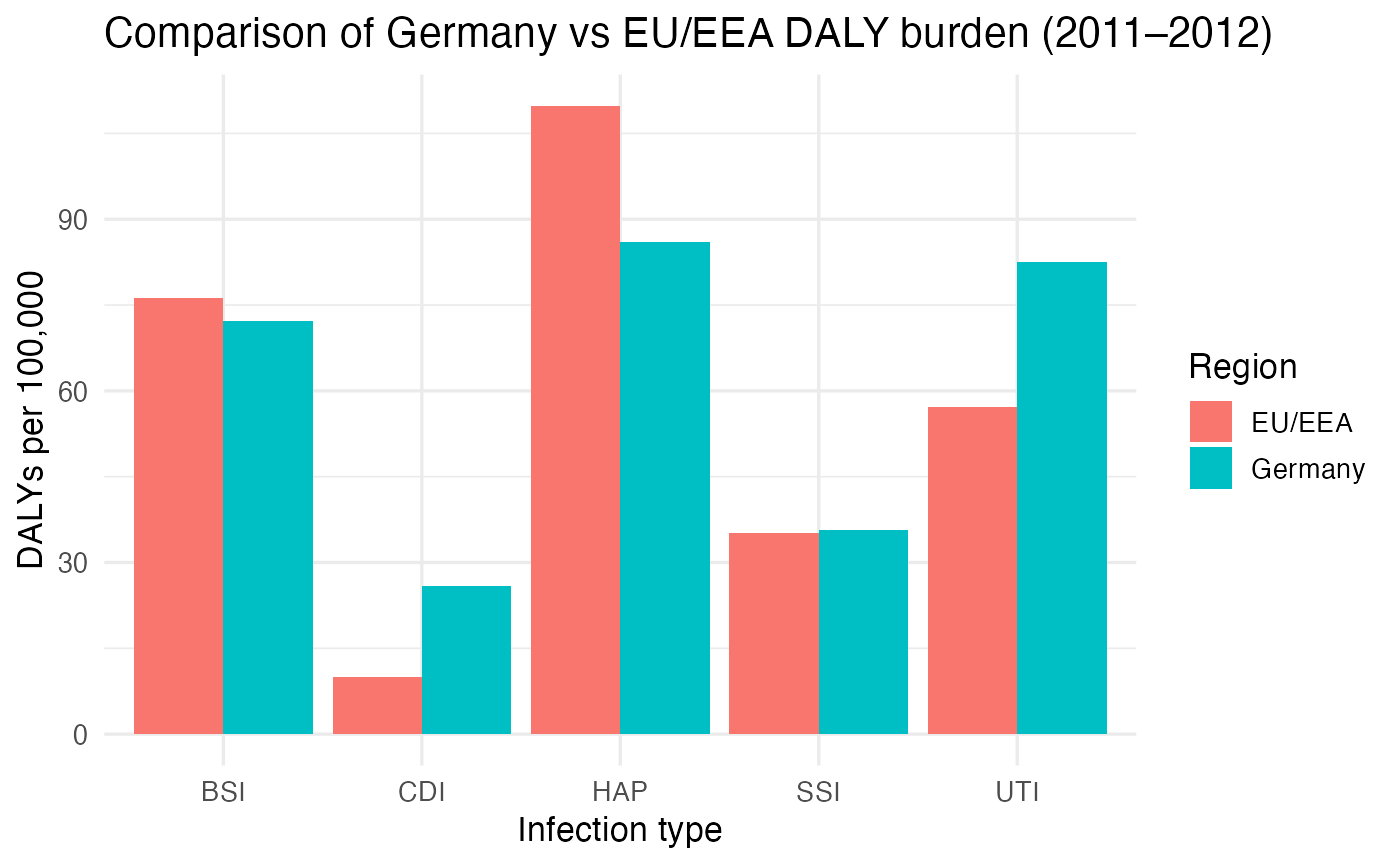 Comparison of Germany vs EU/EEA DALY burden (2011–2012)
DALYs per 100,000
90
60
30
0
BSI CDI HAP SSI UTI
Infection type
Region
EU/EEA
Germany